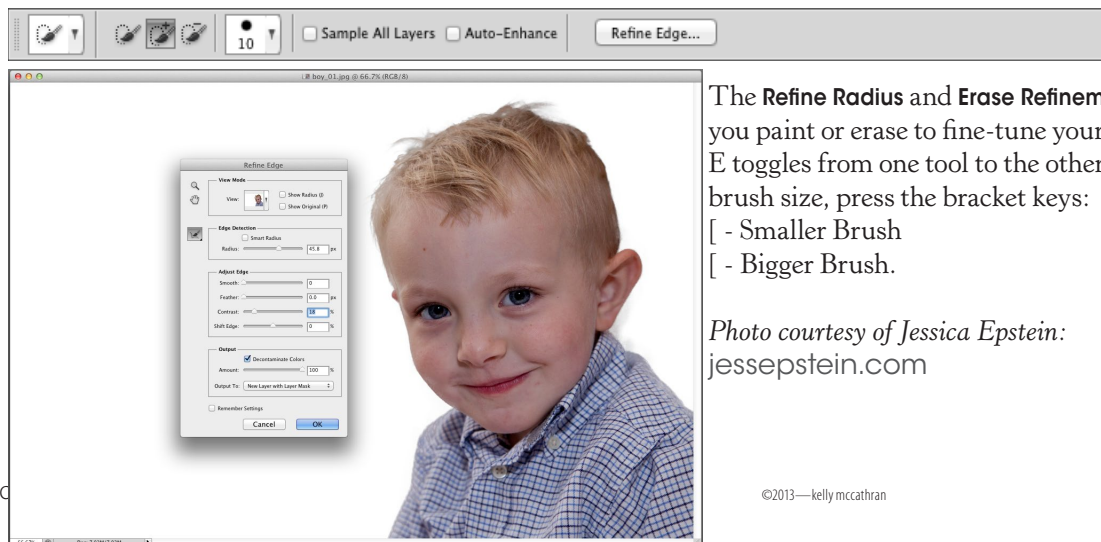 10
Sample All Layers
Auto-Enhance
Refine Edge...
boy_01.jpg @ 66.7% (RGB/8)
Refine Edge
View Mode
View:
Show Radius (J)
Show Original (P)
Edge Detection
Smart Radius
Radius: 45.8 px
Adjust Edge
Smooth: 0
Feather: 0.0 px
Contrast: 18 %
Shift Edge: 0 %
Output
Decontaminate Colors
Amount: 100 %
Output To: New Layer with Layer Mask
Remember Settings
Cancel OK
The Refine Radius and Erase Refinem
you paint or erase to fine-tune your
E toggles from one tool to the other
brush size, press the bracket keys:
[ - Smaller Brush
[ - Bigger Brush.
Photo courtesy of Jessica Epstein:
jessepstein.com
©2013—kelly mccathran